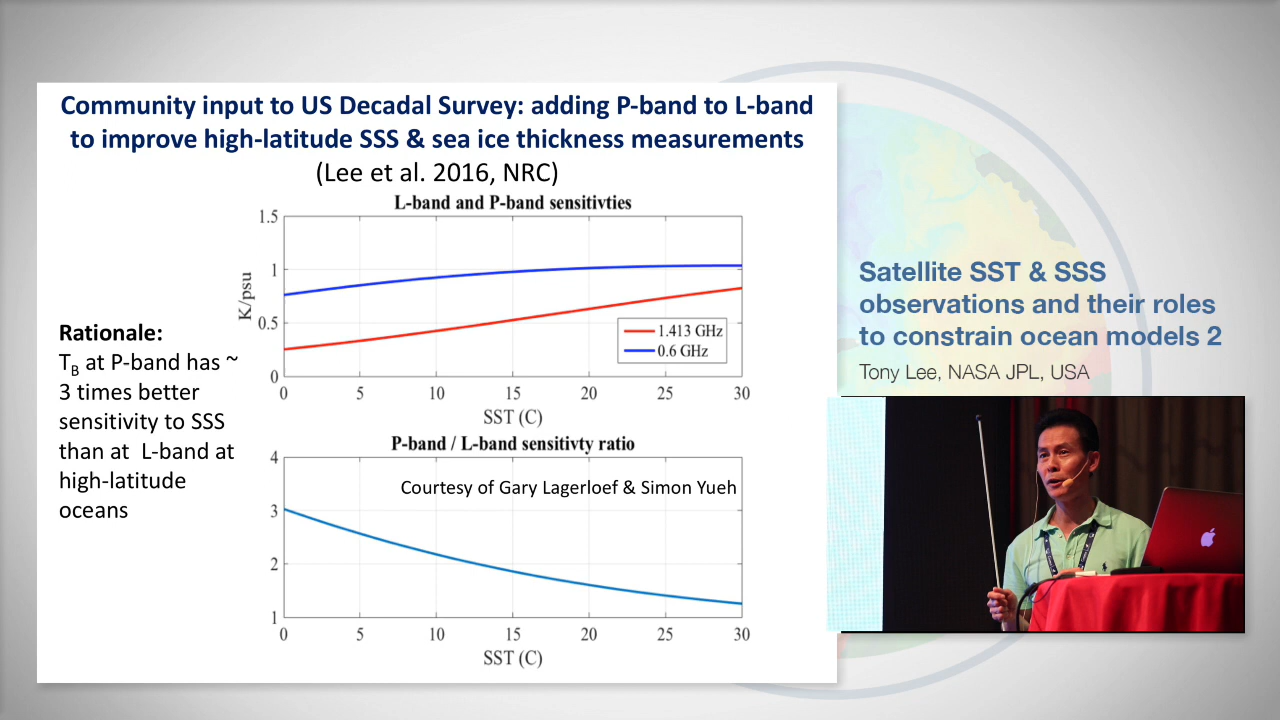 Community input to US Decadal Survey: adding P-band to L-band
to improve high-latitude SSS & sea ice thickness measurements
(Lee et al. 2016, NRC)
L-band and P-band sensitivties
1.5
1
0.5
0
K/psu
1.413 GHz
0.6 GHz
0 5 10 15 20 25 30
SST (C)
Rationale:
TB at P-band has ~
3 times better
sensitivity to SSS
than at L-band at
high-latitude
oceans
P-band / L-band sensitivty ratio
Courtesy of Gary Lagerloef & Simon Yueh
4
3
2
1
0 5 10 15 20 25 30
SST (C)
Satellite SST & SSS
observations and their roles
to constrain ocean models 2
Tony Lee, NASA JPL, USA